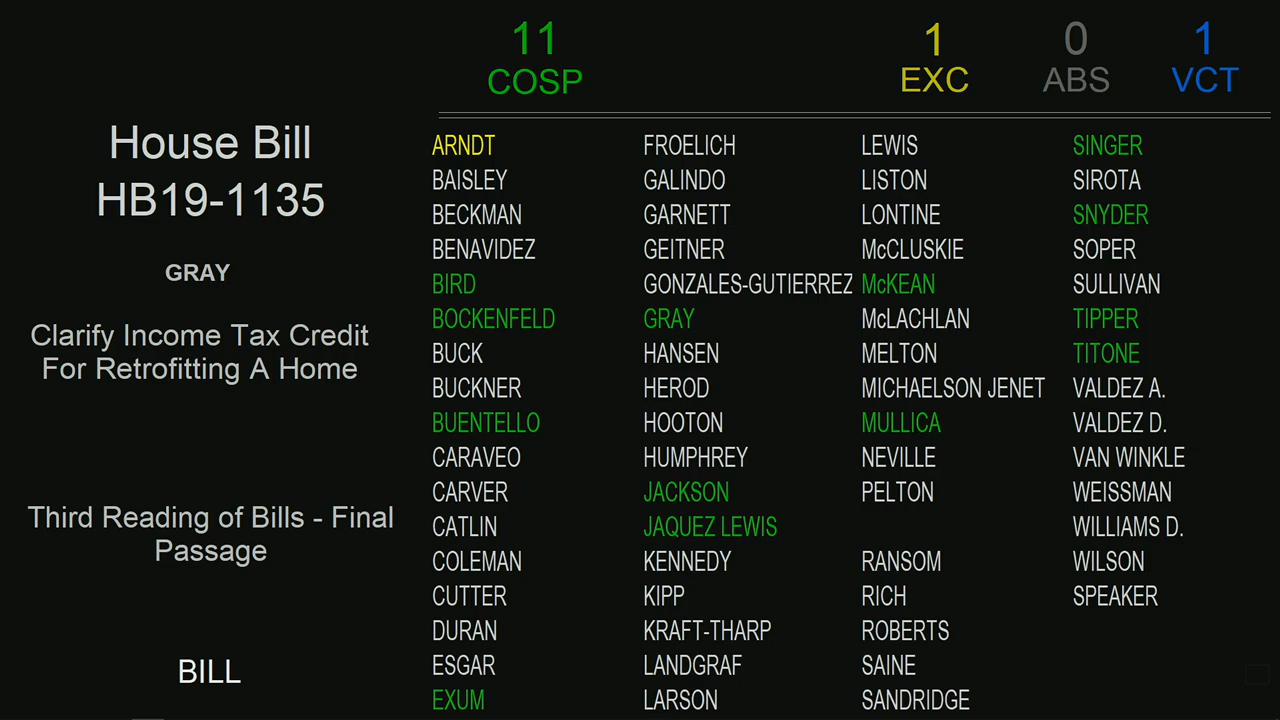 11
COSP
1
EXC
0
ABS
1
VCT
House Bill
HB19-1135
GRAY
Clarify Income Tax Credit
For Retrofitting A Home
Third Reading of Bills - Final
Passage
BILL
ARNDT
BAISLEY
BECKMAN
BENAVIDEZ
BIRD
BOCKENFELD
BUCK
BUCKNER
BUENTELLO
CARAVEO
CARVER
CATLIN
COLEMAN
CUTTER
DURAN
ESGAR
EXUM
FROELICH
GALINDO
GARNETT
GEITNER
GONZALES-GUTIERREZ
GRAY
HANSEN
HEROD
HOOTON
HUMPHREY
JACKSON
JAQUEZ LEWIS
KENNEDY
KIPP
KRAFT-THARP
LANDGRAF
LARSON
LEWIS
LISTON
LONTINE
McCLUSKIE
McKEAN
McLACHLAN
MELTON
MICHAELSON JENET
MULLICA
NEVILLE
PELTON
RANSOM
RICH
ROBERTS
SAINE
SANDRIDGE
SINGER
SIROTA
SNYDER
SOPER
SULLIVAN
TIPPER
TITONE
VALDEZ A.
VALDEZ D.
VAN WINKLE
WEISSMAN
WILLIAMS D.
WILSON
SPEAKER